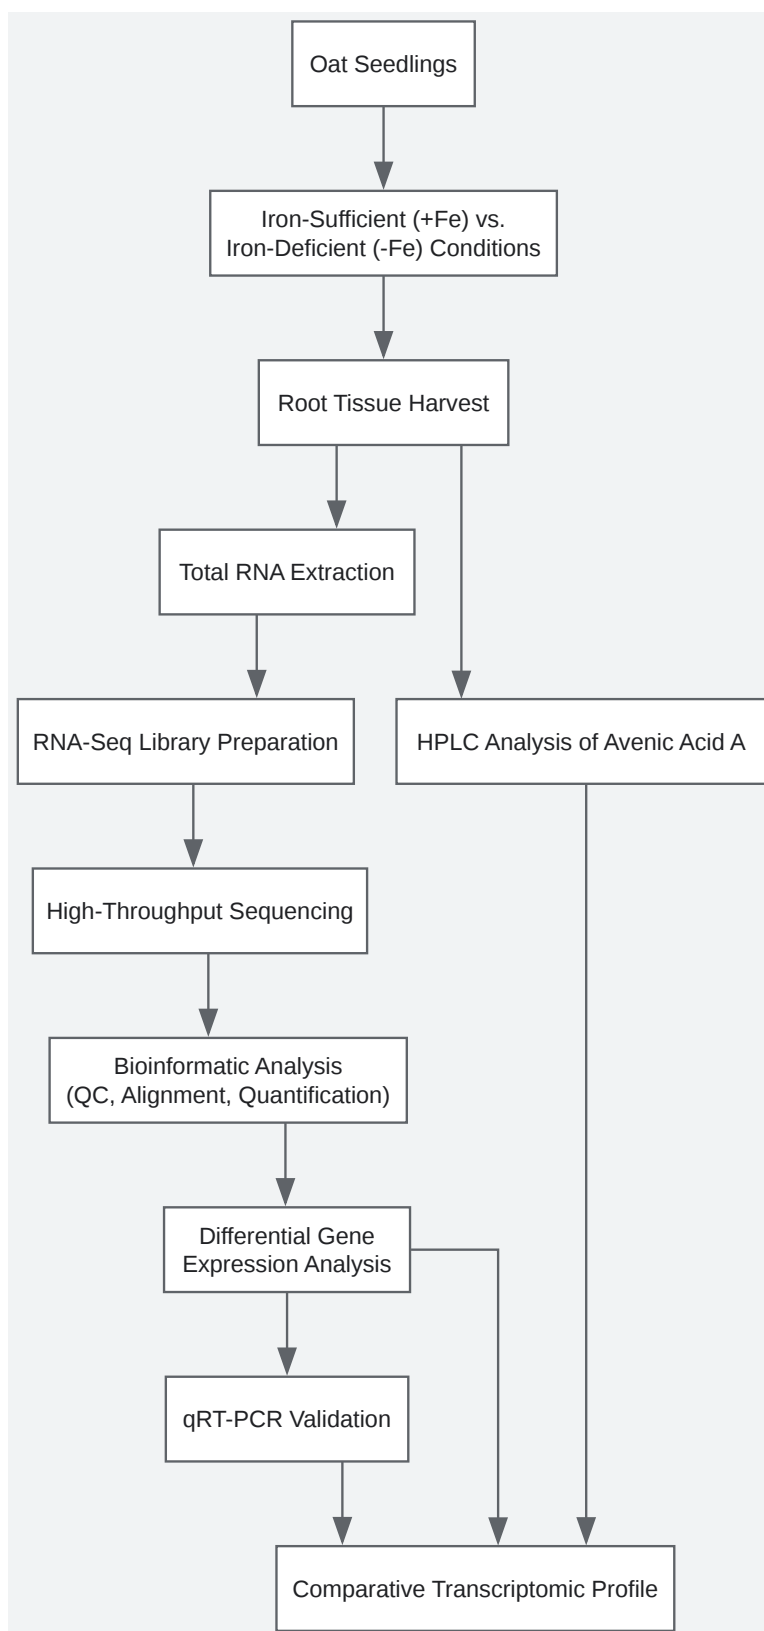 Oat Seedlings
Iron-Sufficient (+Fe) vs.
Iron-Deficient (-Fe) Conditions
Root Tissue Harvest
Total RNA Extraction
RNA-Seq Library Preparation
HPLC Analysis of Avenic Acid A
High-Throughput Sequencing
Bioinformatic Analysis
(QC, Alignment, Quantification)
Differential Gene
Expression Analysis
qRT-PCR Validation
Comparative Transcriptomic Profile